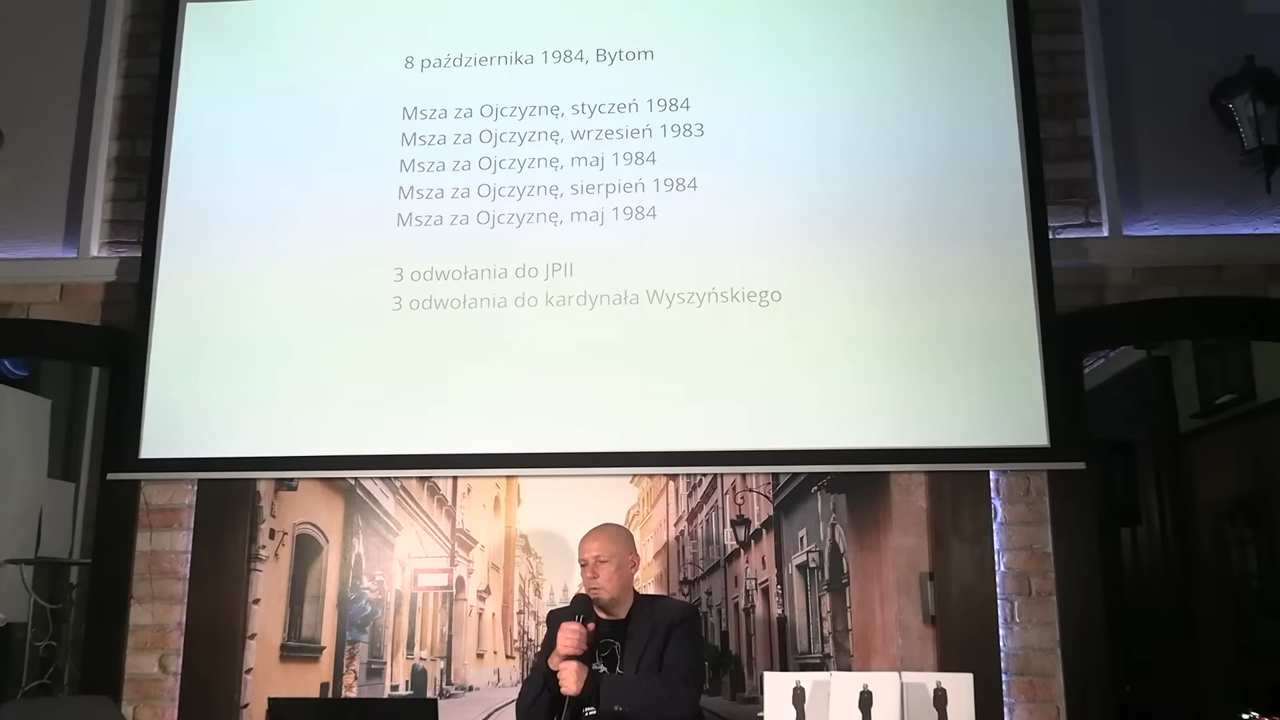 8 października 1984, Bytom
Msza za Ojczyznę, styczeń 1984
Msza za Ojczyznę, wrzesień 1983
Msza za Ojczyznę, maj 1984
Msza za Ojczyznę, sierpień 1984
Msza za Ojczyznę, maj 1984
3 odwołania do JPII
3 odwołania do kardynała Wyszyńskiego